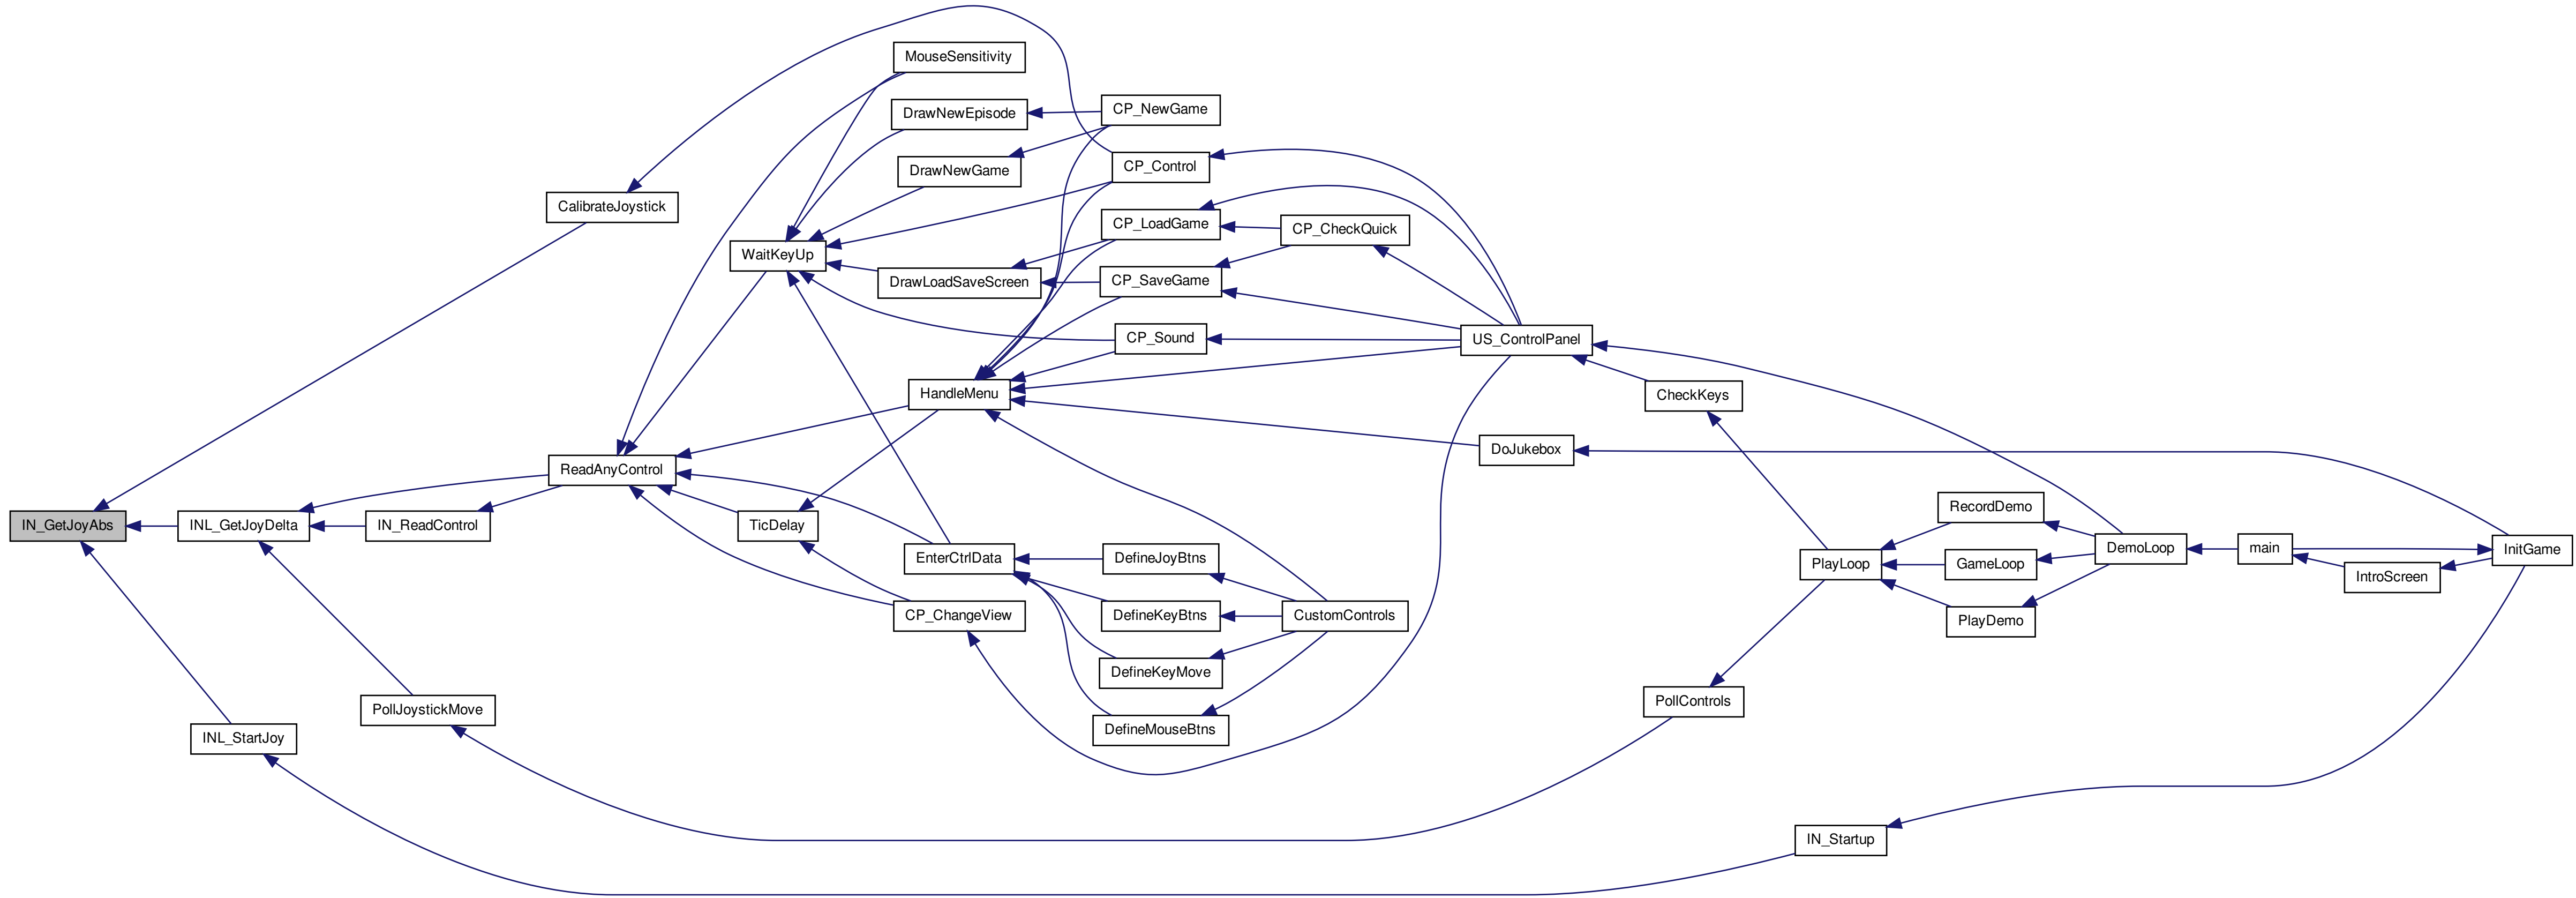 IN_GetJoyAbs
CalibrateJoystick
INL_GetJoyDelta
INL_StartJoy
IN_ReadControl
PollJoystickMove
ReadAnyControl
WaitKeyUp
TicDelay
MouseSensitivity
DrawNewEpisode
DrawNewGame
DrawLoadSaveScreen
HandleMenu
EnterCtrlData
CP_ChangeView
CP_NewGame
CP_Control
CP_LoadGame
CP_SaveGame
CP_Sound
DefineJoyBtns
DefineKeyBtns
DefineKeyMove
DefineMouseBtns
CP_CheckQuick
CustomControls
US_ControlPanel
DoJukebox
CheckKeys
PollControls
PlayLoop
IN_Startup
RecordDemo
GameLoop
PlayDemo
DemoLoop
main
IntroScreen
InitGame